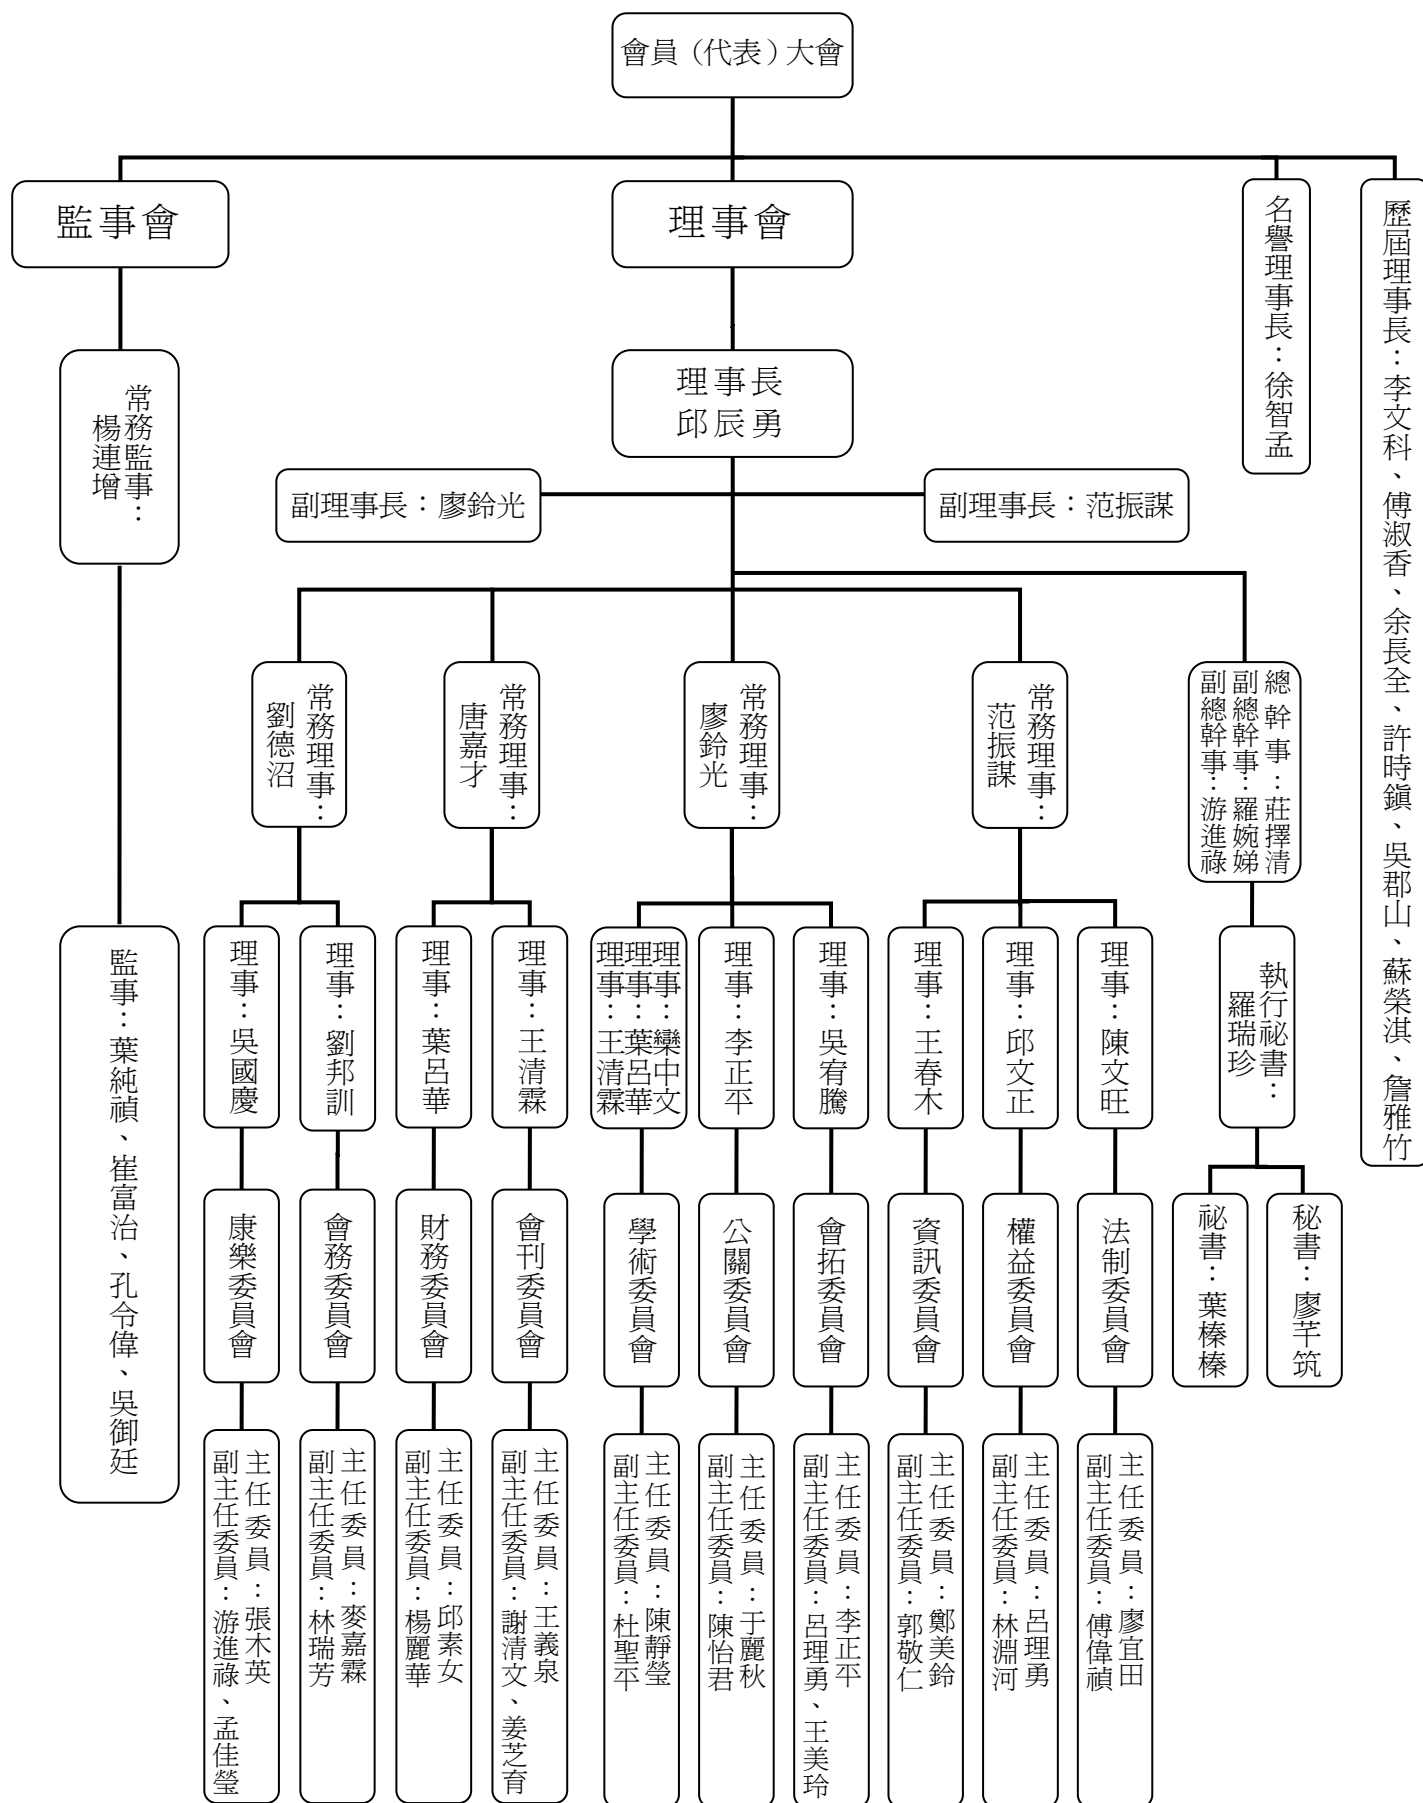 會員（代表）大會
監事會
理事會
名譽理事長：徐智孟
歷屆理事長：李文科、傅淑香、余長全、許時鎭、吳郡山、蘇榮淇、詹雅竹
常務監事：
楊連增
理事長
邱辰勇
副理事長：廖鈴光
副理事長：范振謀
常務理事：
劉德沼
常務理事：
唐嘉才
常務理事：
廖鈴光
常務理事：
范振謀
總幹事：莊擇清
副總幹事：羅婉娣
副總幹事：游進祿
監事：葉純禎、崔富治、孔令偉、吳御廷
理事：吳國慶
理事：劉邦訓
理事：葉呂華
理事：王清霖
理事：欒中文
理事：葉呂華
理事：王清霖
理事：李正平
理事：吳宥騰
理事：王春木
理事：邱文正
理事：陳文旺
執行祕書：
羅瑞珍
康樂委員會
會務委員會
財務委員會
會刊委員會
學術委員會
公關委員會
會拓委員會
資訊委員會
權益委員會
法制委員會
祕書：葉榛榛
秘書：廖芊筑
主任委員：張木英
副主任委員：游進祿、孟佳瑩
主任委員：麥嘉霖
副主任委員：林瑞芳
主任委員：邱素女
副主任委員：楊麗華
主任委員：王義泉
副主任委員：謝清文、姜芝育
主任委員：陳靜瑩
副主任委員：杜聖平
主任委員：于麗秋
副主任委員：陳怡君
主任委員：李正平
副主任委員：呂理勇、王美玲
主任委員：鄭美鈴
副主任委員：郭敬仁
主任委員：呂理勇
副主任委員：林淵河
主任委員：廖宜田
副主任委員：傅偉禎